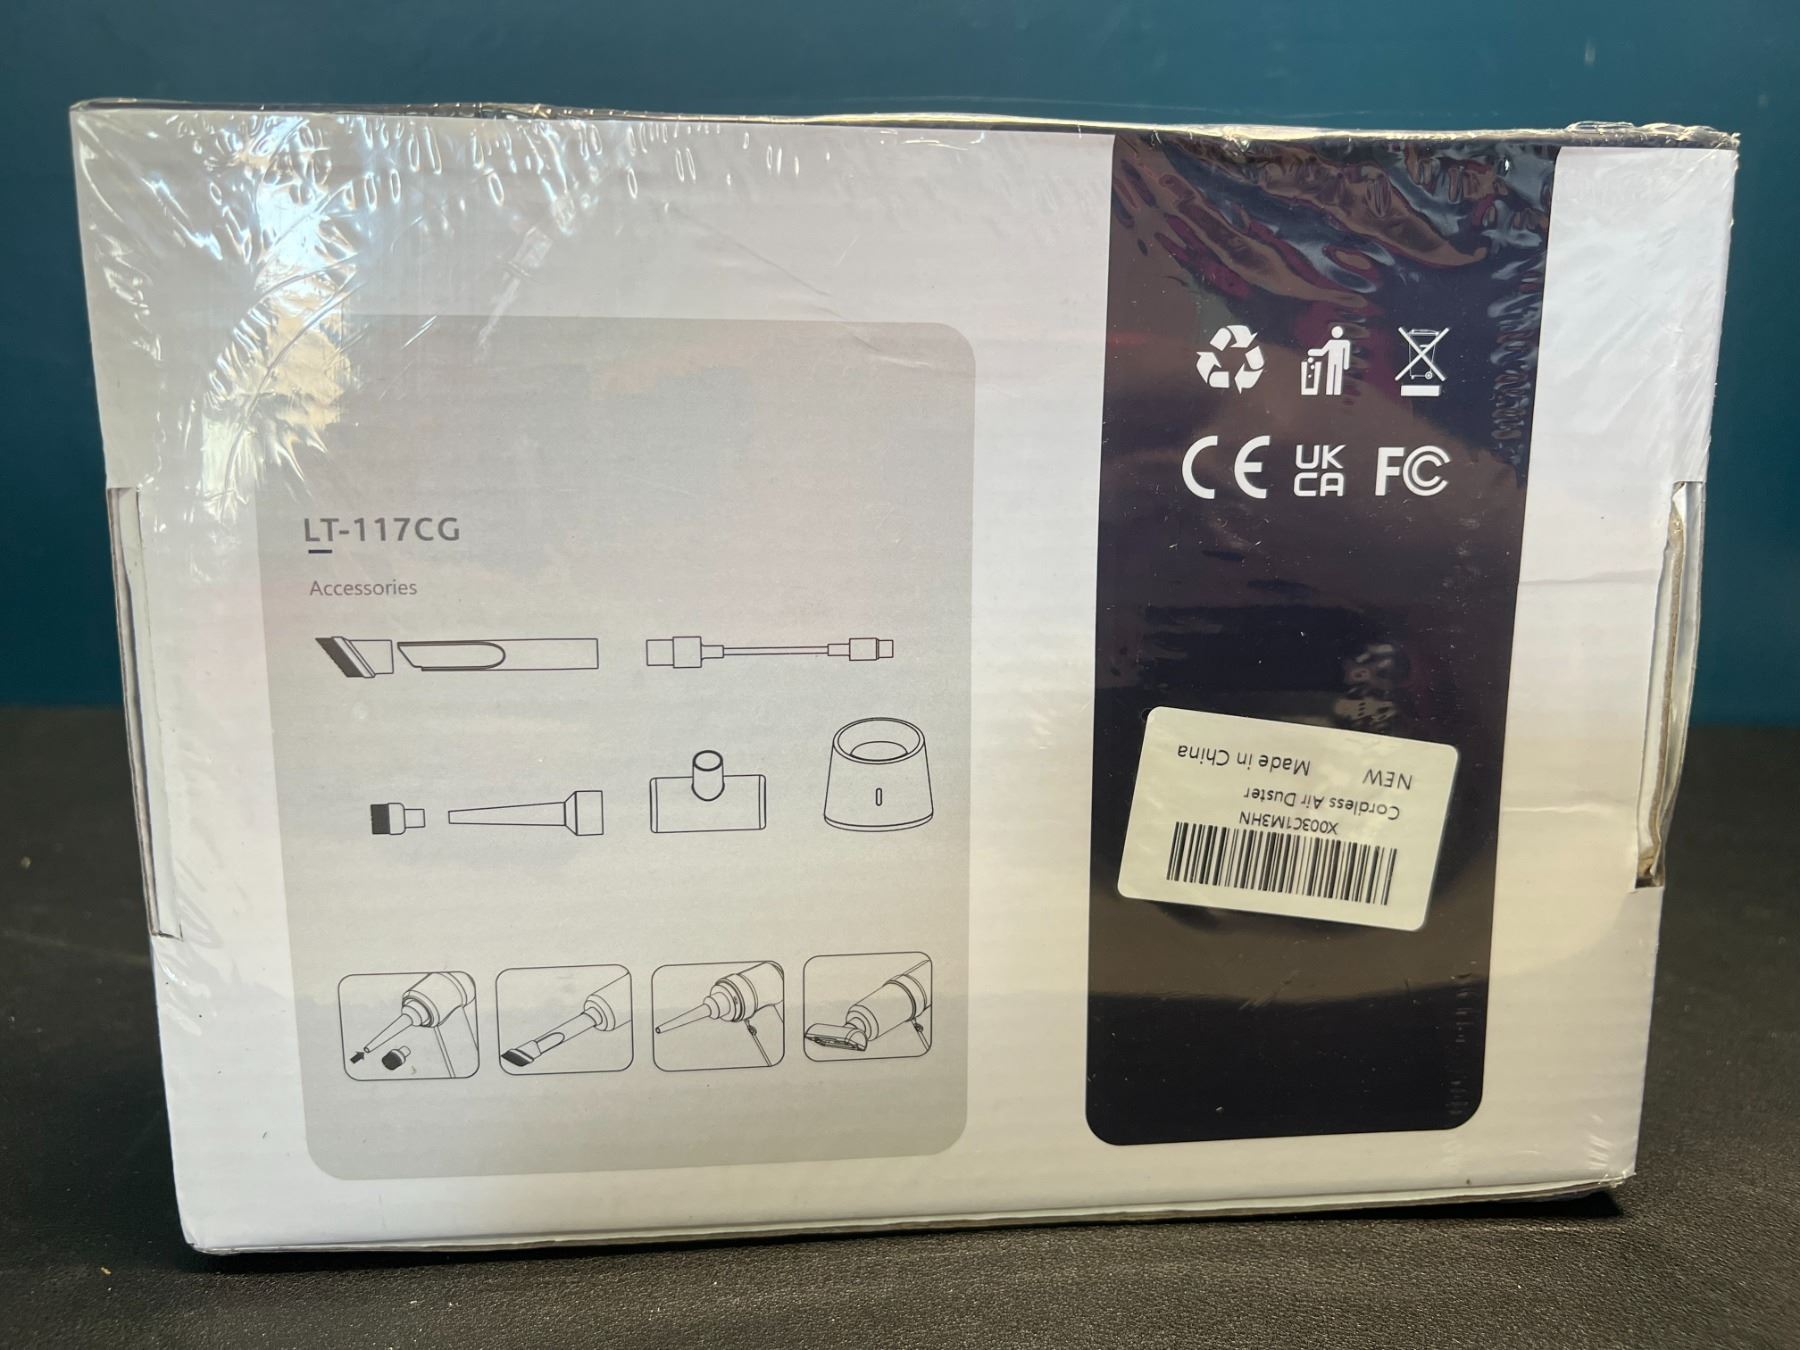 LT-117CG
Accessories
CE UK CA FC
X003C1M3HN
Cordless Air Duster
NEW Made in China